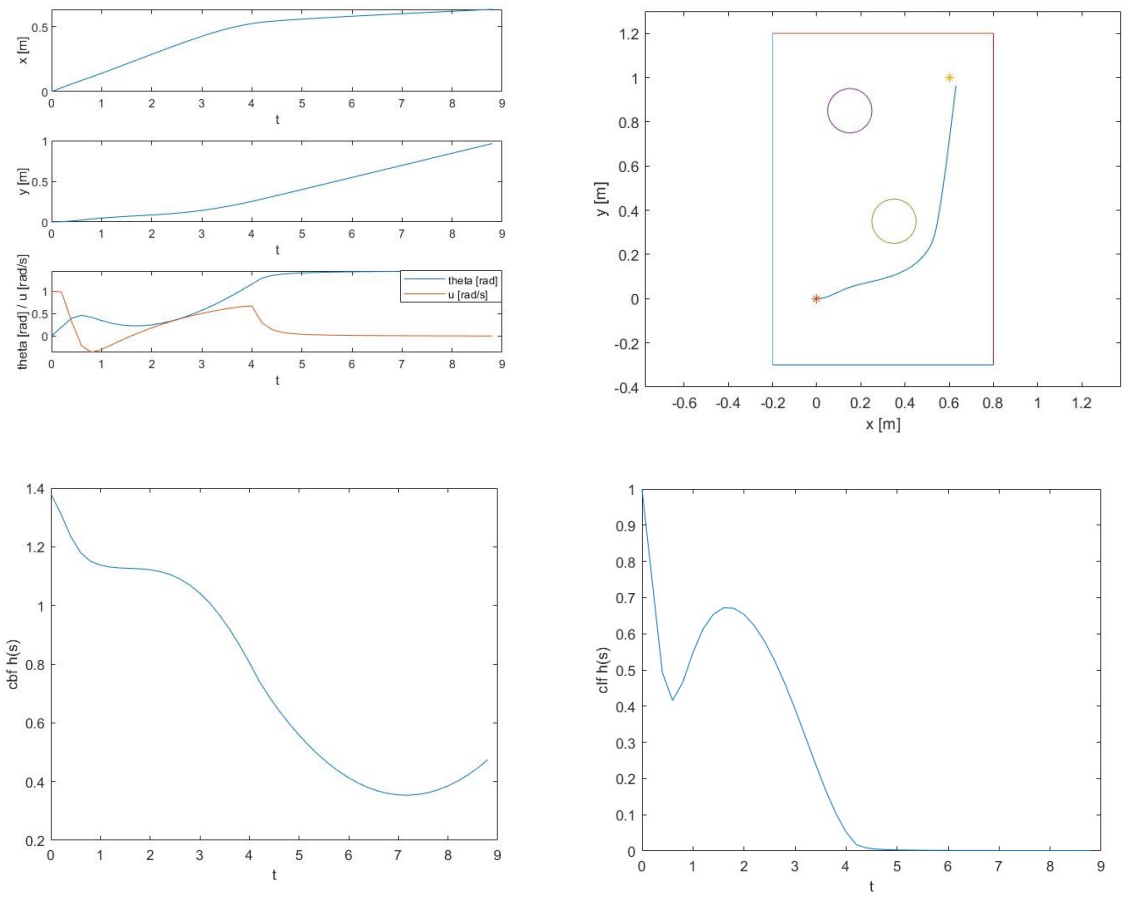 0.5
0
x [m]
0 1 2 3 4 5 6 7 8 9
t
1
0.5
0
y [m]
0 1 2 3 4 5 6 7 8 9
t
theta [rad] / u [rad/s]
1
0.5
0
theta [rad]
u [rad/s]
0 1 2 3 4 5 6 7 8 9
t
1.2
1
0.8
0.6
0.4
0.2
0
-0.2
-0.4
y [m]
-0.6 -0.4 -0.2 0 0.2 0.4 0.6 0.8 1 1.2
x [m]
1.4
1.2
1
0.8
0.6
0.4
0.2
cbf h(s)
0 1 2 3 4 5 6 7 8 9
t
1
0.9
0.8
0.7
0.6
0.5
0.4
0.3
0.2
0.1
0
clf h(s)
0 1 2 3 4 5 6 7 8 9
t